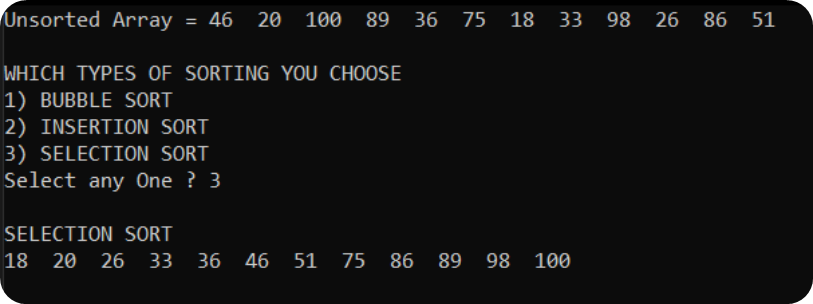 Unsorted Array = 46  20  100  89  36  75  18  33  98  26  86  51
WHICH TYPES OF SORTING YOU CHOOSE
1) BUBBLE SORT
2) INSERTION SORT
3) SELECTION SORT
Select any One ? 3
SELECTION SORT
18  20  26  33  36  46  51  75  86  89  98  100